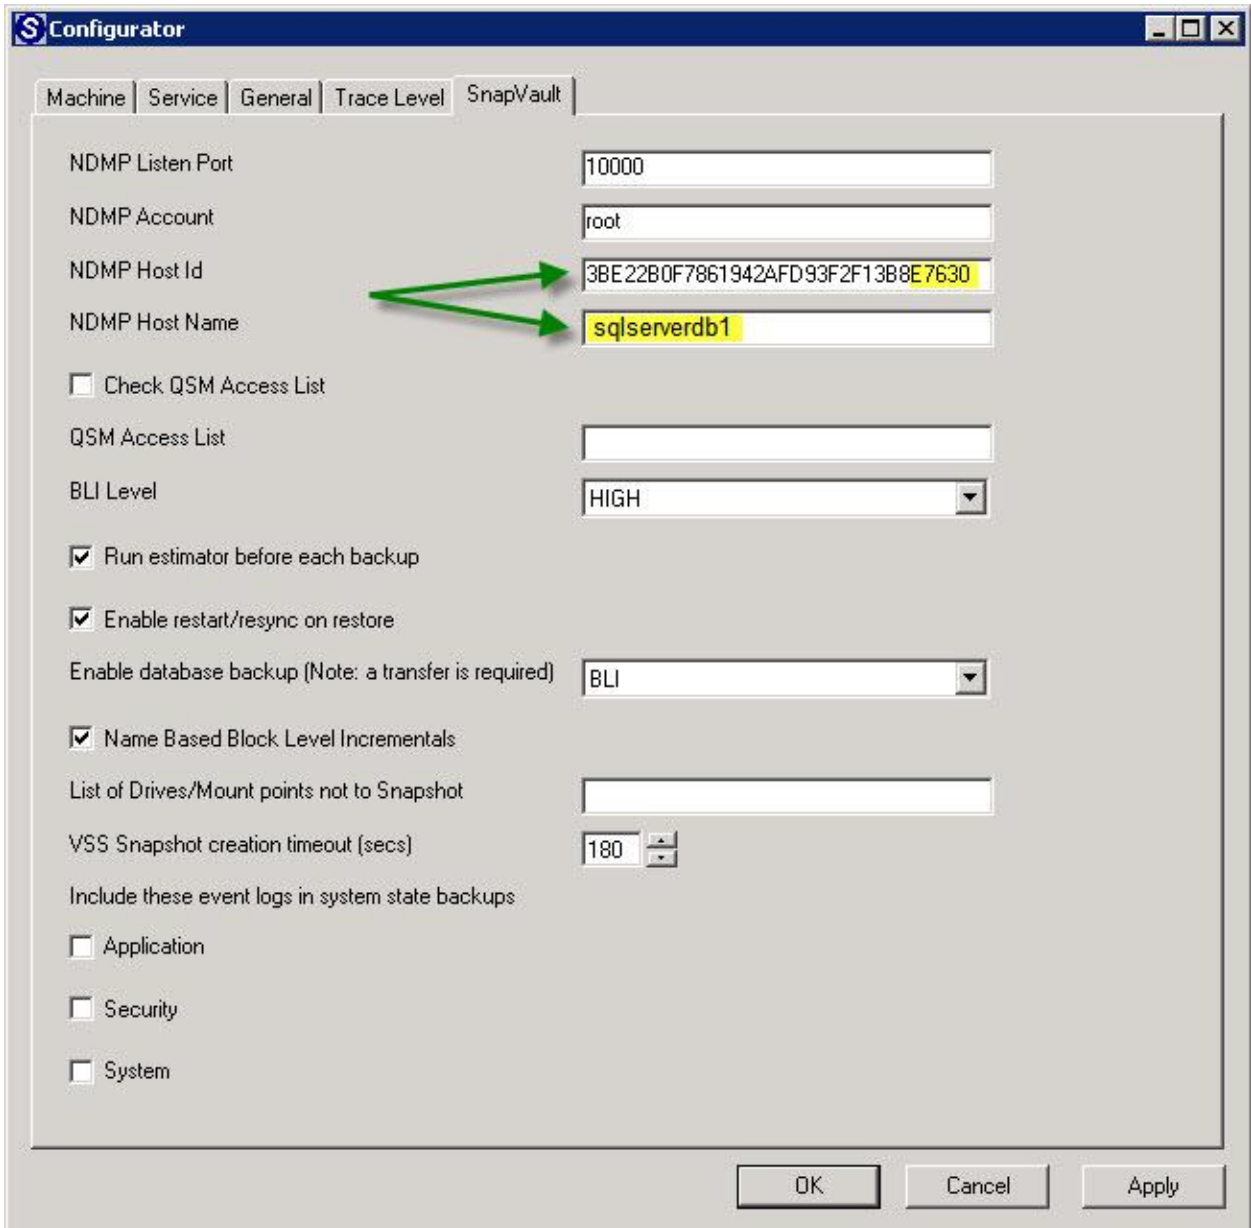 S Configurator
Machine Service General Trace Level SnapVault
NDMP Listen Port 10000
NDMP Account root
NDMP Host Id 3BE22B0F7861942AFD93F2F13B8E7630
NDMP Host Name sqlserverdb1
Check QSM Access List
QSM Access List
BLI Level HIGH
Run estimator before each backup
Enable restart/resync on restore
Enable database backup (Note: a transfer is required) BLI
Name Based Block Level Incrementals
List of Drives/Mount points not to Snapshot
VSS Snapshot creation timeout (secs) 180
Include these event logs in system state backups
Application
Security
System
OK Cancel Apply